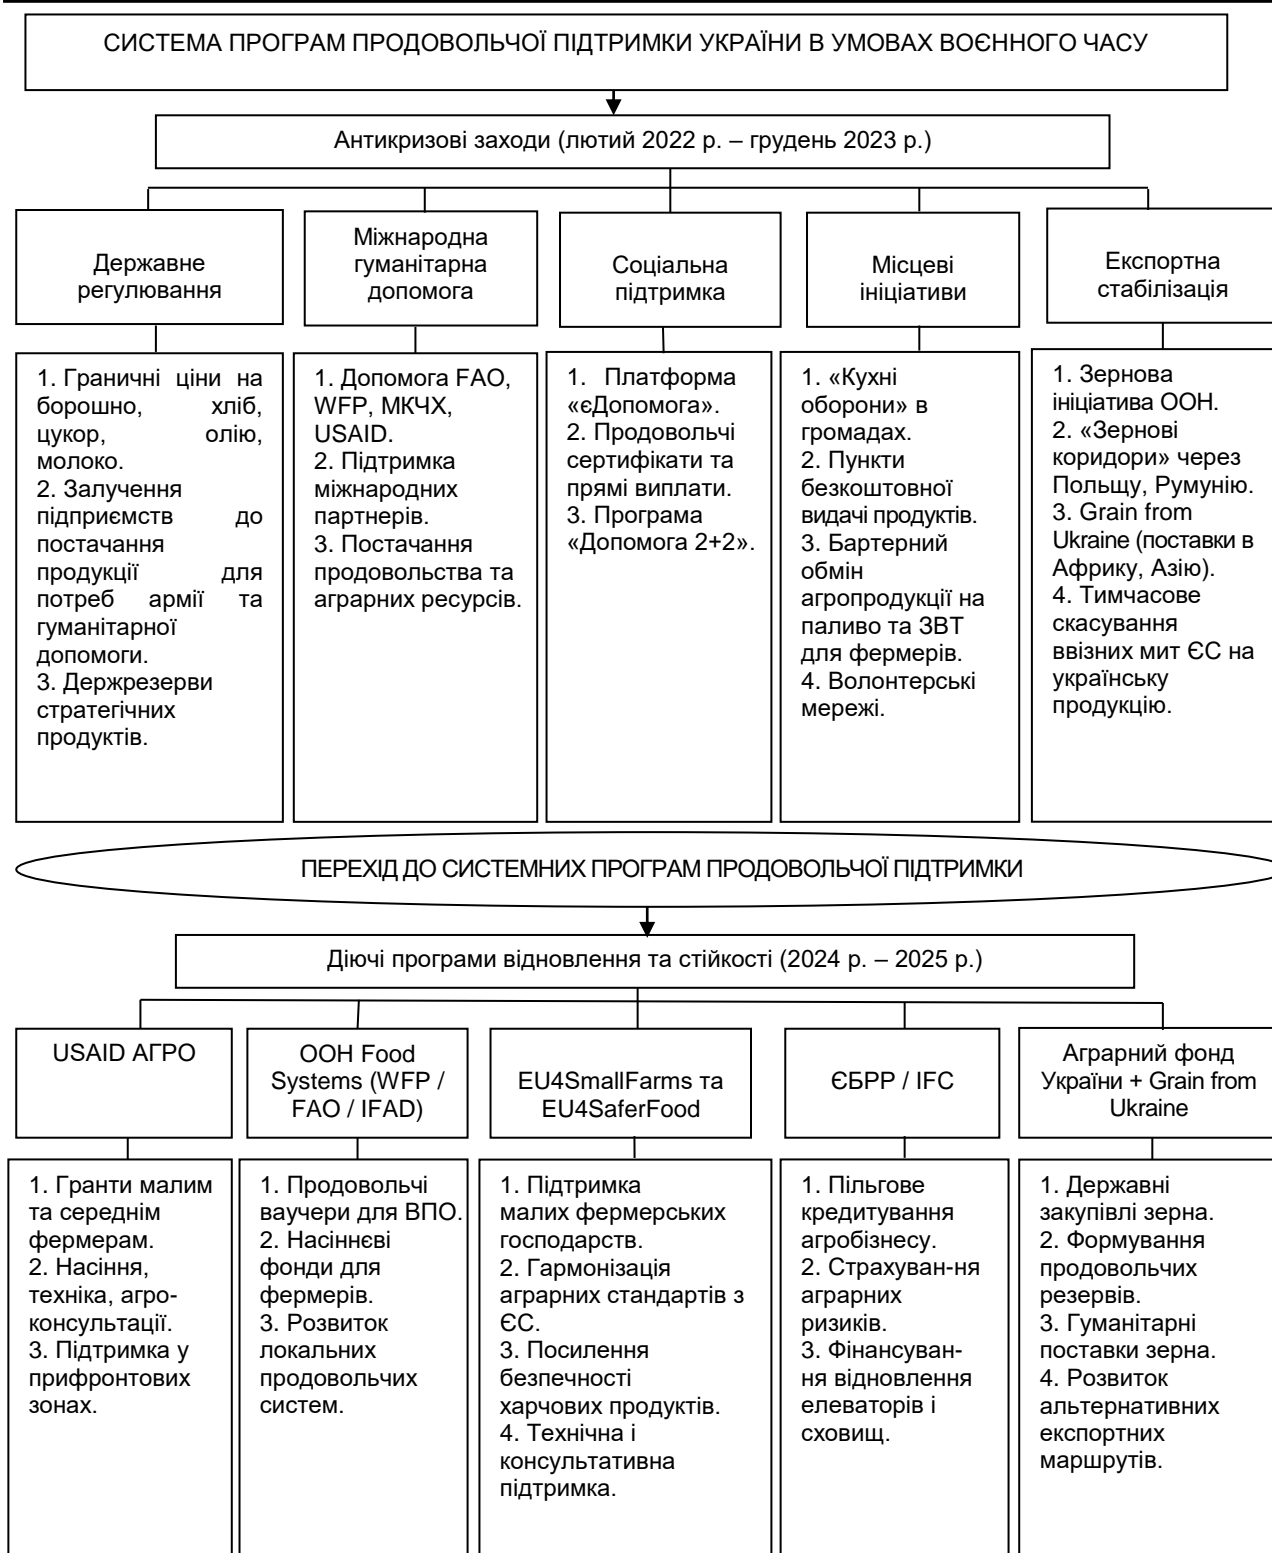 СИСТЕМА ПРОГРАМ ПРОДОВОЛЬЧОЇ ПІДТРИМКИ УКРАЇНИ В УМОВАХ ВОЄННОГО ЧАСУ
Антикризові заходи (лютий 2022 р. – грудень 2023 р.)
Державне
регулювання
Міжнародна
гуманітарна
допомога
Соціальна
підтримка
Місцеві
ініціативи
Експортна
стабілізація
1. Граничні ціни на
борошно, хліб,
цукор, олію,
молоко.
2. Залучення
підприємств до
постачання
продукції для
потреб армії та
гуманітарної
допомоги.
3. Держрезерви
стратегічних
продуктів.
1. Допомога FAO,
WFP, МКЧХ,
USAID.
2. Підтримка
міжнародних
партнерів.
3. Постачання
продовольства та
аграрних ресурсів.
1. Платформа
«єДопомога».
2. Продовольчі
сертифікати та
прямі виплати.
3. Програма
«Допомога 2+2».
1. «Кухні
оборони» в
громадах.
2. Пункти
безкоштовної
видачі продуктів.
3. Бартерний
обмін
агропродукції на
паливо та ЗВТ
для фермерів.
4. Волонтерські
мережі.
1. Зернова
ініціатива ООН.
2. «Зернові
коридори» через
Польщу, Румунію.
3. Grain from
Ukraine (поставки в
Африку, Азію).
4. Тимчасове
скасування
ввізних мит ЄС на
українську
продукцію.
ПЕРЕХІД ДО СИСТЕМНИХ ПРОГРАМ ПРОДОВОЛЬЧОЇ ПІДТРИМКИ
Діючі програми відновлення та стійкості (2024 р. – 2025 р.)
USAID АГРО
ООН Food
Systems (WFP /
FAO / IFAD)
EU4SmallFarms та
EU4SaferFood
ЄБРР / IFC
Аграрний фонд
України + Grain from
Ukraine
1. Гранти малим
та середнім
фермерам.
2. Насіння,
техніка, агро-
консультації.
3. Підтримка у
прифронтових
зонах.
1. Продовольчі
ваучери для ВПО.
2. Насіннєві
фонди для
фермерів.
3. Розвиток
локальних
продовольчих
систем.
1. Підтримка
малих фермерських
господарств.
2. Гармонізація
аграрних стандартів з
ЄС.
3. Посилення
безпечності
харчових продуктів.
4. Технічна і
консультативна
підтримка.
1. Пільгове
кредитування
агробізнесу.
2. Страхуван-ня
аграрних
ризиків.
3. Фінансуван-
ня відновлення
елеваторів і
сховищ.
1. Державні
закупівлі зерна.
2. Формування
продовольчих
резервів.
3. Гуманітарні
поставки зерна.
4. Розвиток
альтернативних
експортних
маршрутів.